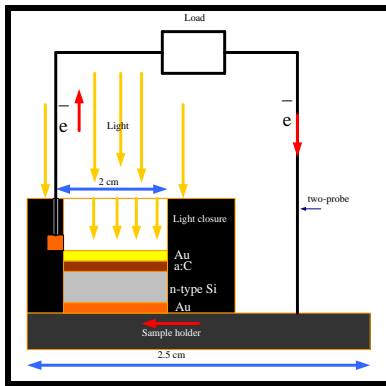 Load
e
e
Light
2 cm
two-probe
Light closure
Au
a:C
n-type Si
Au
Sample holder
2.5 cm